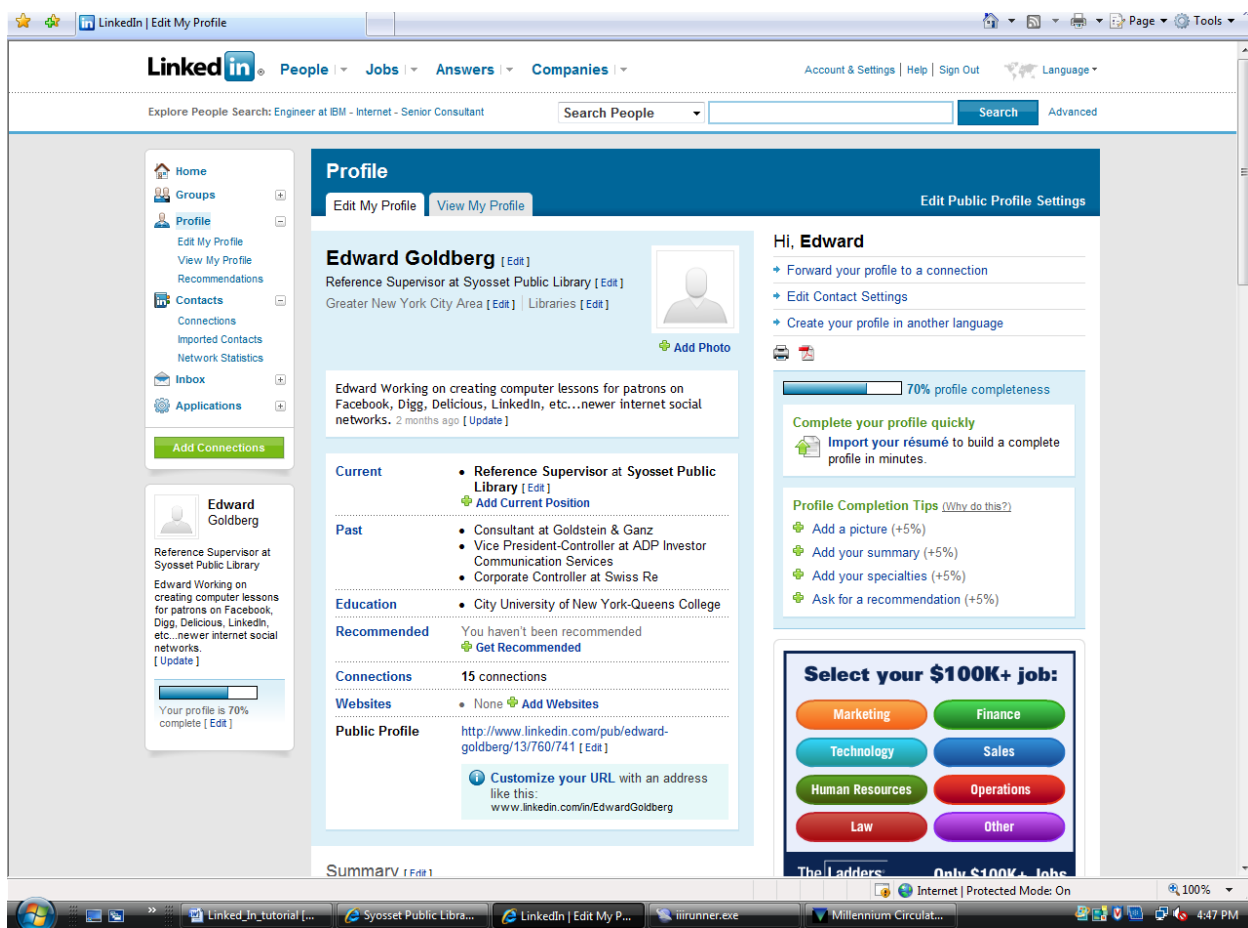 LinkedIn | Edit My Profile
Page
Tools
Linked in
People
Jobs
Answers
Companies
Account & Settings | Help | Sign Out
Language
Explore People Search: Engineer at IBM - Internet - Senior Consultant
Search People
Search
Advanced
Home
Groups
Profile
Edit My Profile
View My Profile
Recommendations
Contacts
Connections
Imported Contacts
Network Statistics
Inbox
Applications
Add Connections
Edward
Goldberg
Reference Supervisor at
Syosset Public Library
Edward Working on
creating computer lessons
for patrons on Facebook,
Digg, Delicious, LinkedIn,
etc...newer internet social
networks.
[ Update ]
Your profile is 70%
complete [ Edit ]
Profile
Edit My Profile
View My Profile
Edit Public Profile Settings
Edward Goldberg [ Edit ]
Reference Supervisor at Syosset Public Library [ Edit ]
Greater New York City Area [ Edit ] | Libraries [ Edit ]
Add Photo
Edward Working on creating computer lessons for patrons on
Facebook, Digg, Delicious, LinkedIn, etc...newer internet social
networks. 2 months ago [ Update ]
Current
• Reference Supervisor at Syosset Public
Library [ Edit ]
Add Current Position
Past
• Consultant at Goldstein & Ganz
• Vice President-Controller at ADP Investor
Communication Services
• Corporate Controller at Swiss Re
Education
• City University of New York-Queens College
Recommended
You haven't been recommended
Get Recommended
Connections
15 connections
Websites
• None Add Websites
Public Profile
http://www.linkedin.com/pub/edward-
goldberg/13/760/741 [ Edit ]
Customize your URL with an address
like this:
www.linkedin.com/in/EdwardGoldberg
Summary [ Edit ]
Hi, Edward
Forward your profile to a connection
Edit Contact Settings
Create your profile in another language
70% profile completeness
Complete your profile quickly
Import your résumé to build a complete
profile in minutes.
Profile Completion Tips (Why do this?)
Add a picture (+5%)
Add your summary (+5%)
Add your specialties (+5%)
Ask for a recommendation (+5%)
Select your $100K+ job:
Marketing
Finance
Technology
Sales
Human Resources
Operations
Law
Other
The Ladders
Only $100K+ Jobs
Internet | Protected Mode: On
100%
Linked_In_tutorial [...
Syosset Public Libra...
LinkedIn | Edit My P...
iiirunner.exe
Millennium Circulat...
4:47 PM